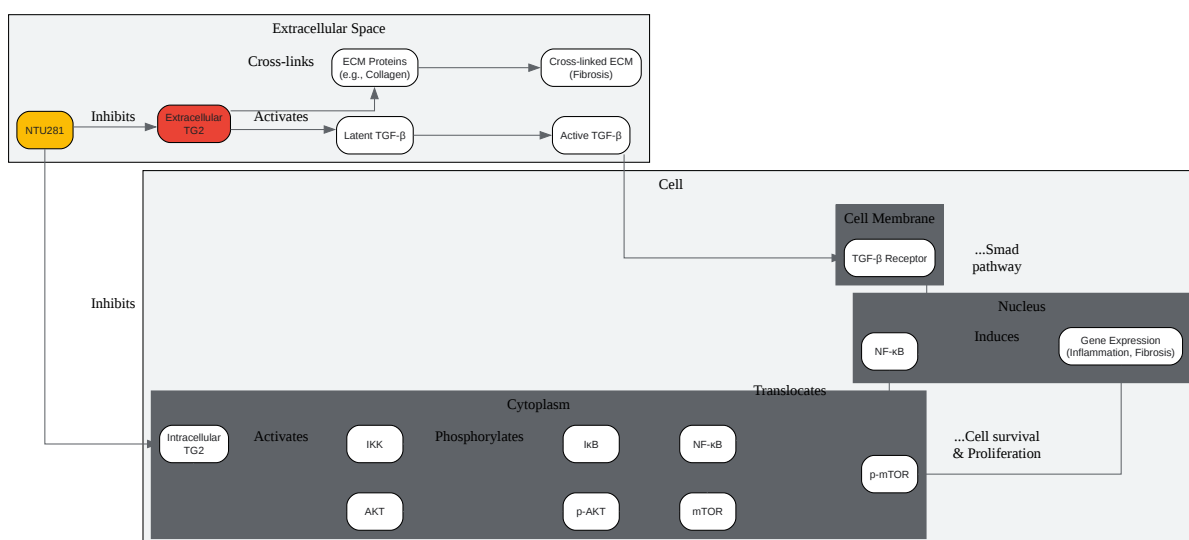 Extracellular Space
Cross-links
ECM Proteins
(e.g., Collagen)
Cross-linked ECM
(Fibrosis)
NTU281
Inhibits
Extracellular
TG2
Activates
Latent TGF-β
Active TGF-β
Cell
Cell Membrane
TGF-β Receptor
...Smad
pathway
Inhibits
Nucleus
NF-κB
Induces
Gene Expression
(Inflammation, Fibrosis)
Translocates
Cytoplasm
Intracellular
TG2
Activates
IKK
Phosphorylates
IκB
NF-κB
...Cell survival
& Proliferation
p-mTOR
AKT
p-AKT
mTOR